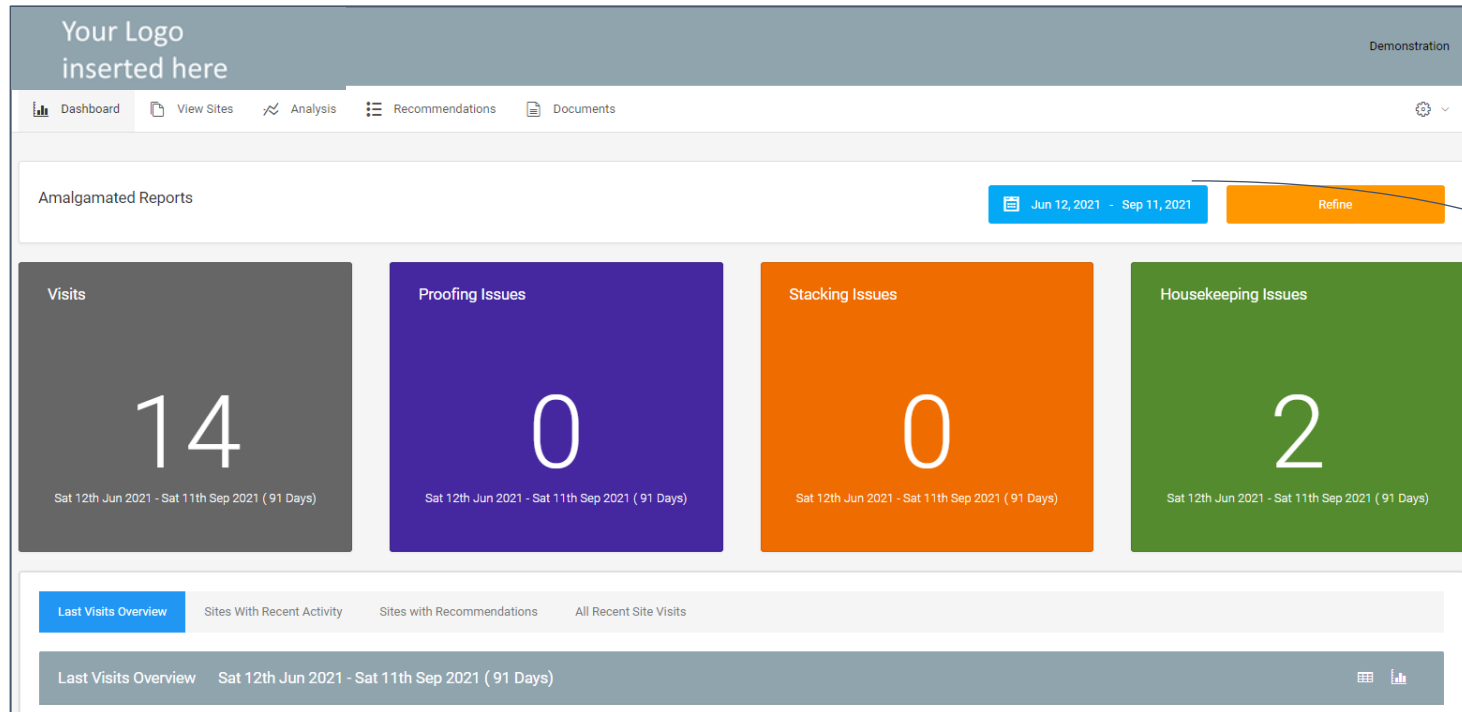 Your Logo
inserted here
Demonstration
Dashboard View Sites Analysis Recommendations Documents
Amalgamated Reports Jun 12, 2021 - Sep 11, 2021 Refine
Visits Proofing Issues Stacking Issues Housekeeping Issues
14 0 0 2
Sat 12th Jun 2021 - Sat 11th Sep 2021 ( 91 Days) Sat 12th Jun 2021 - Sat 11th Sep 2021 ( 91 Days) Sat 12th Jun 2021 - Sat 11th Sep 2021 ( 91 Days) Sat 12th Jun 2021 - Sat 11th Sep 2021 ( 91 Days)
Last Visits Overview Sites With Recent Activity Sites with Recommendations All Recent Site Visits
Last Visits Overview Sat 12th Jun 2021 - Sat 11th Sep 2021 ( 91 Days)